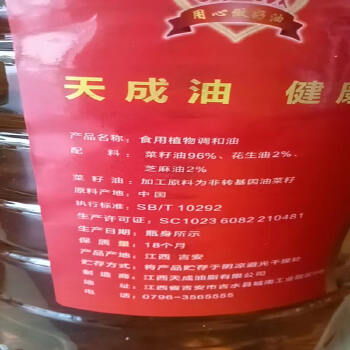 用心做好油
天成油 健康
产品名称：食用植物调和油
配 料：菜籽油96%、花生油2%、
芝麻油2%
菜 籽 油：加工原料为非转基因油菜籽
原料产地：中国
执行标准：SB/T 10292
生产许可证：SC1023 6082 210481
生产日期：瓶身所示
保 质 期：18个月
产品产地：江西 吉安
贮存方式：将产品贮存于阴凉避光干燥处
制 造 商：江西天成油脂有限公司
地 址：江西省吉安市吉水县城南工业园区
电 话：0796-3565555